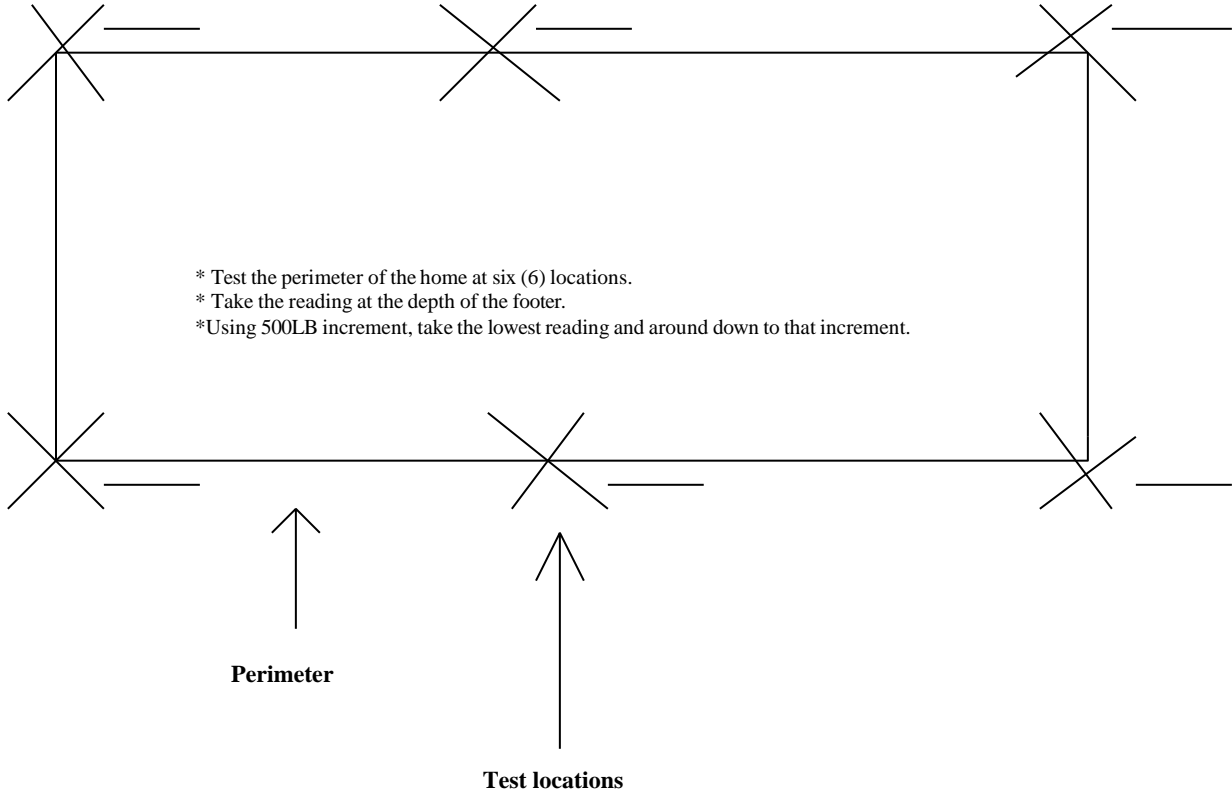 * Test the perimeter of the home at six (6) locations.
* Take the reading at the depth of the footer.
*Using 500LB increment, take the lowest reading and around down to that increment.
Perimeter
Test locations